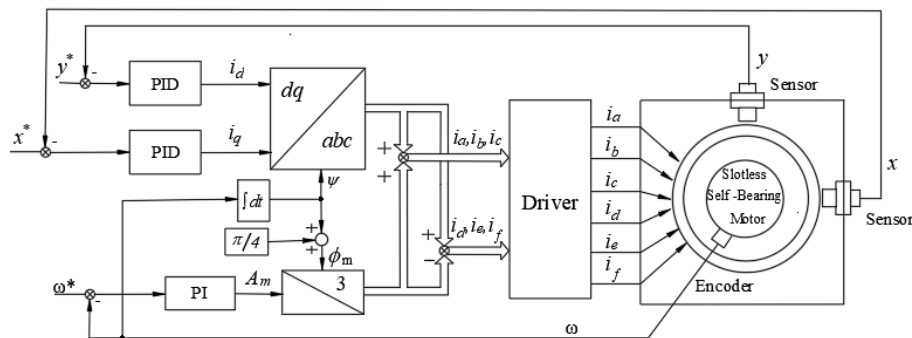 y*
-
PID
i_d
x*
-
PID
i_q
dq
abc
ψ
∫dt
π/4
+
+
ϕ_m
ω*
-
PI
A_m
3
+
+
i_a,i_b,i_c
+
−
i_d,i_e,i_f
Driver
i_a
i_b
i_c
i_d
i_e
i_f
y
Sensor
x
Sensor
Slotless
Self -Bearing
Motor
Encoder
ω